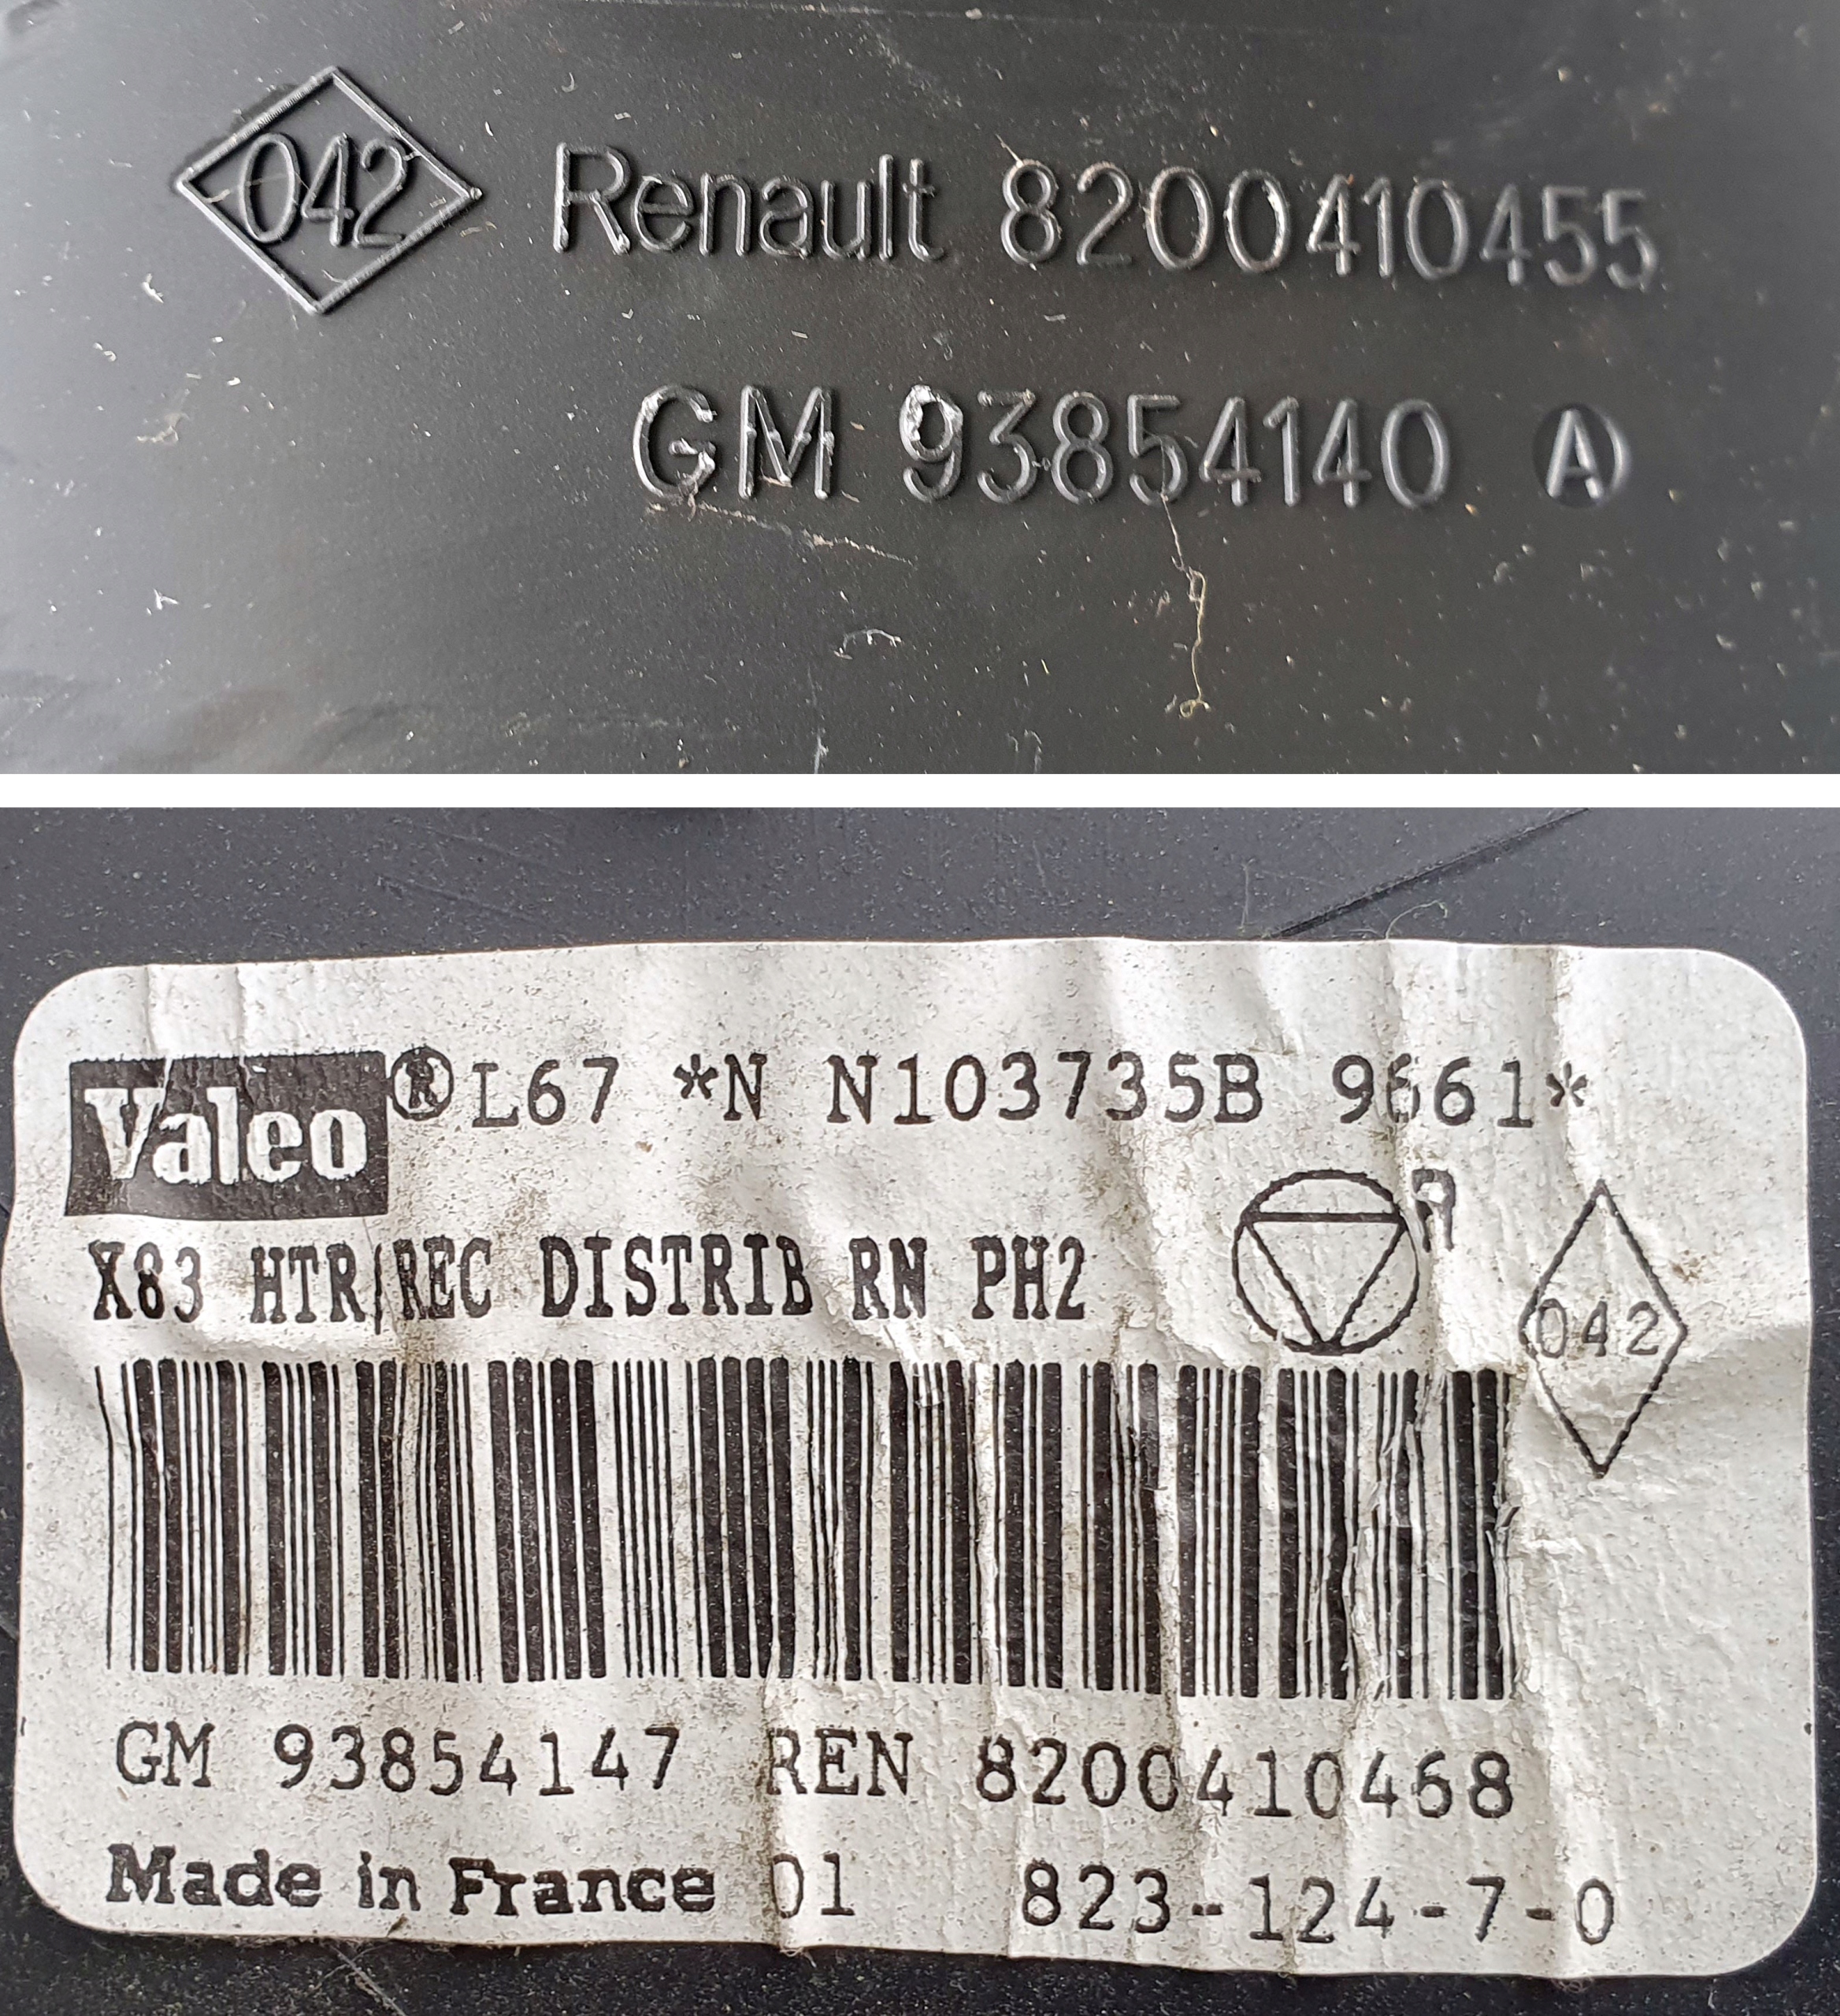 042 Renault 8200410455
GM 93854140 A
Valeo ® L67 *N N103735B 9661*
X83 HTR/REC DISTRIB RN PH2
A
042
GM 93854147 REN 8200410468
Made in France 01 823-124-7-0